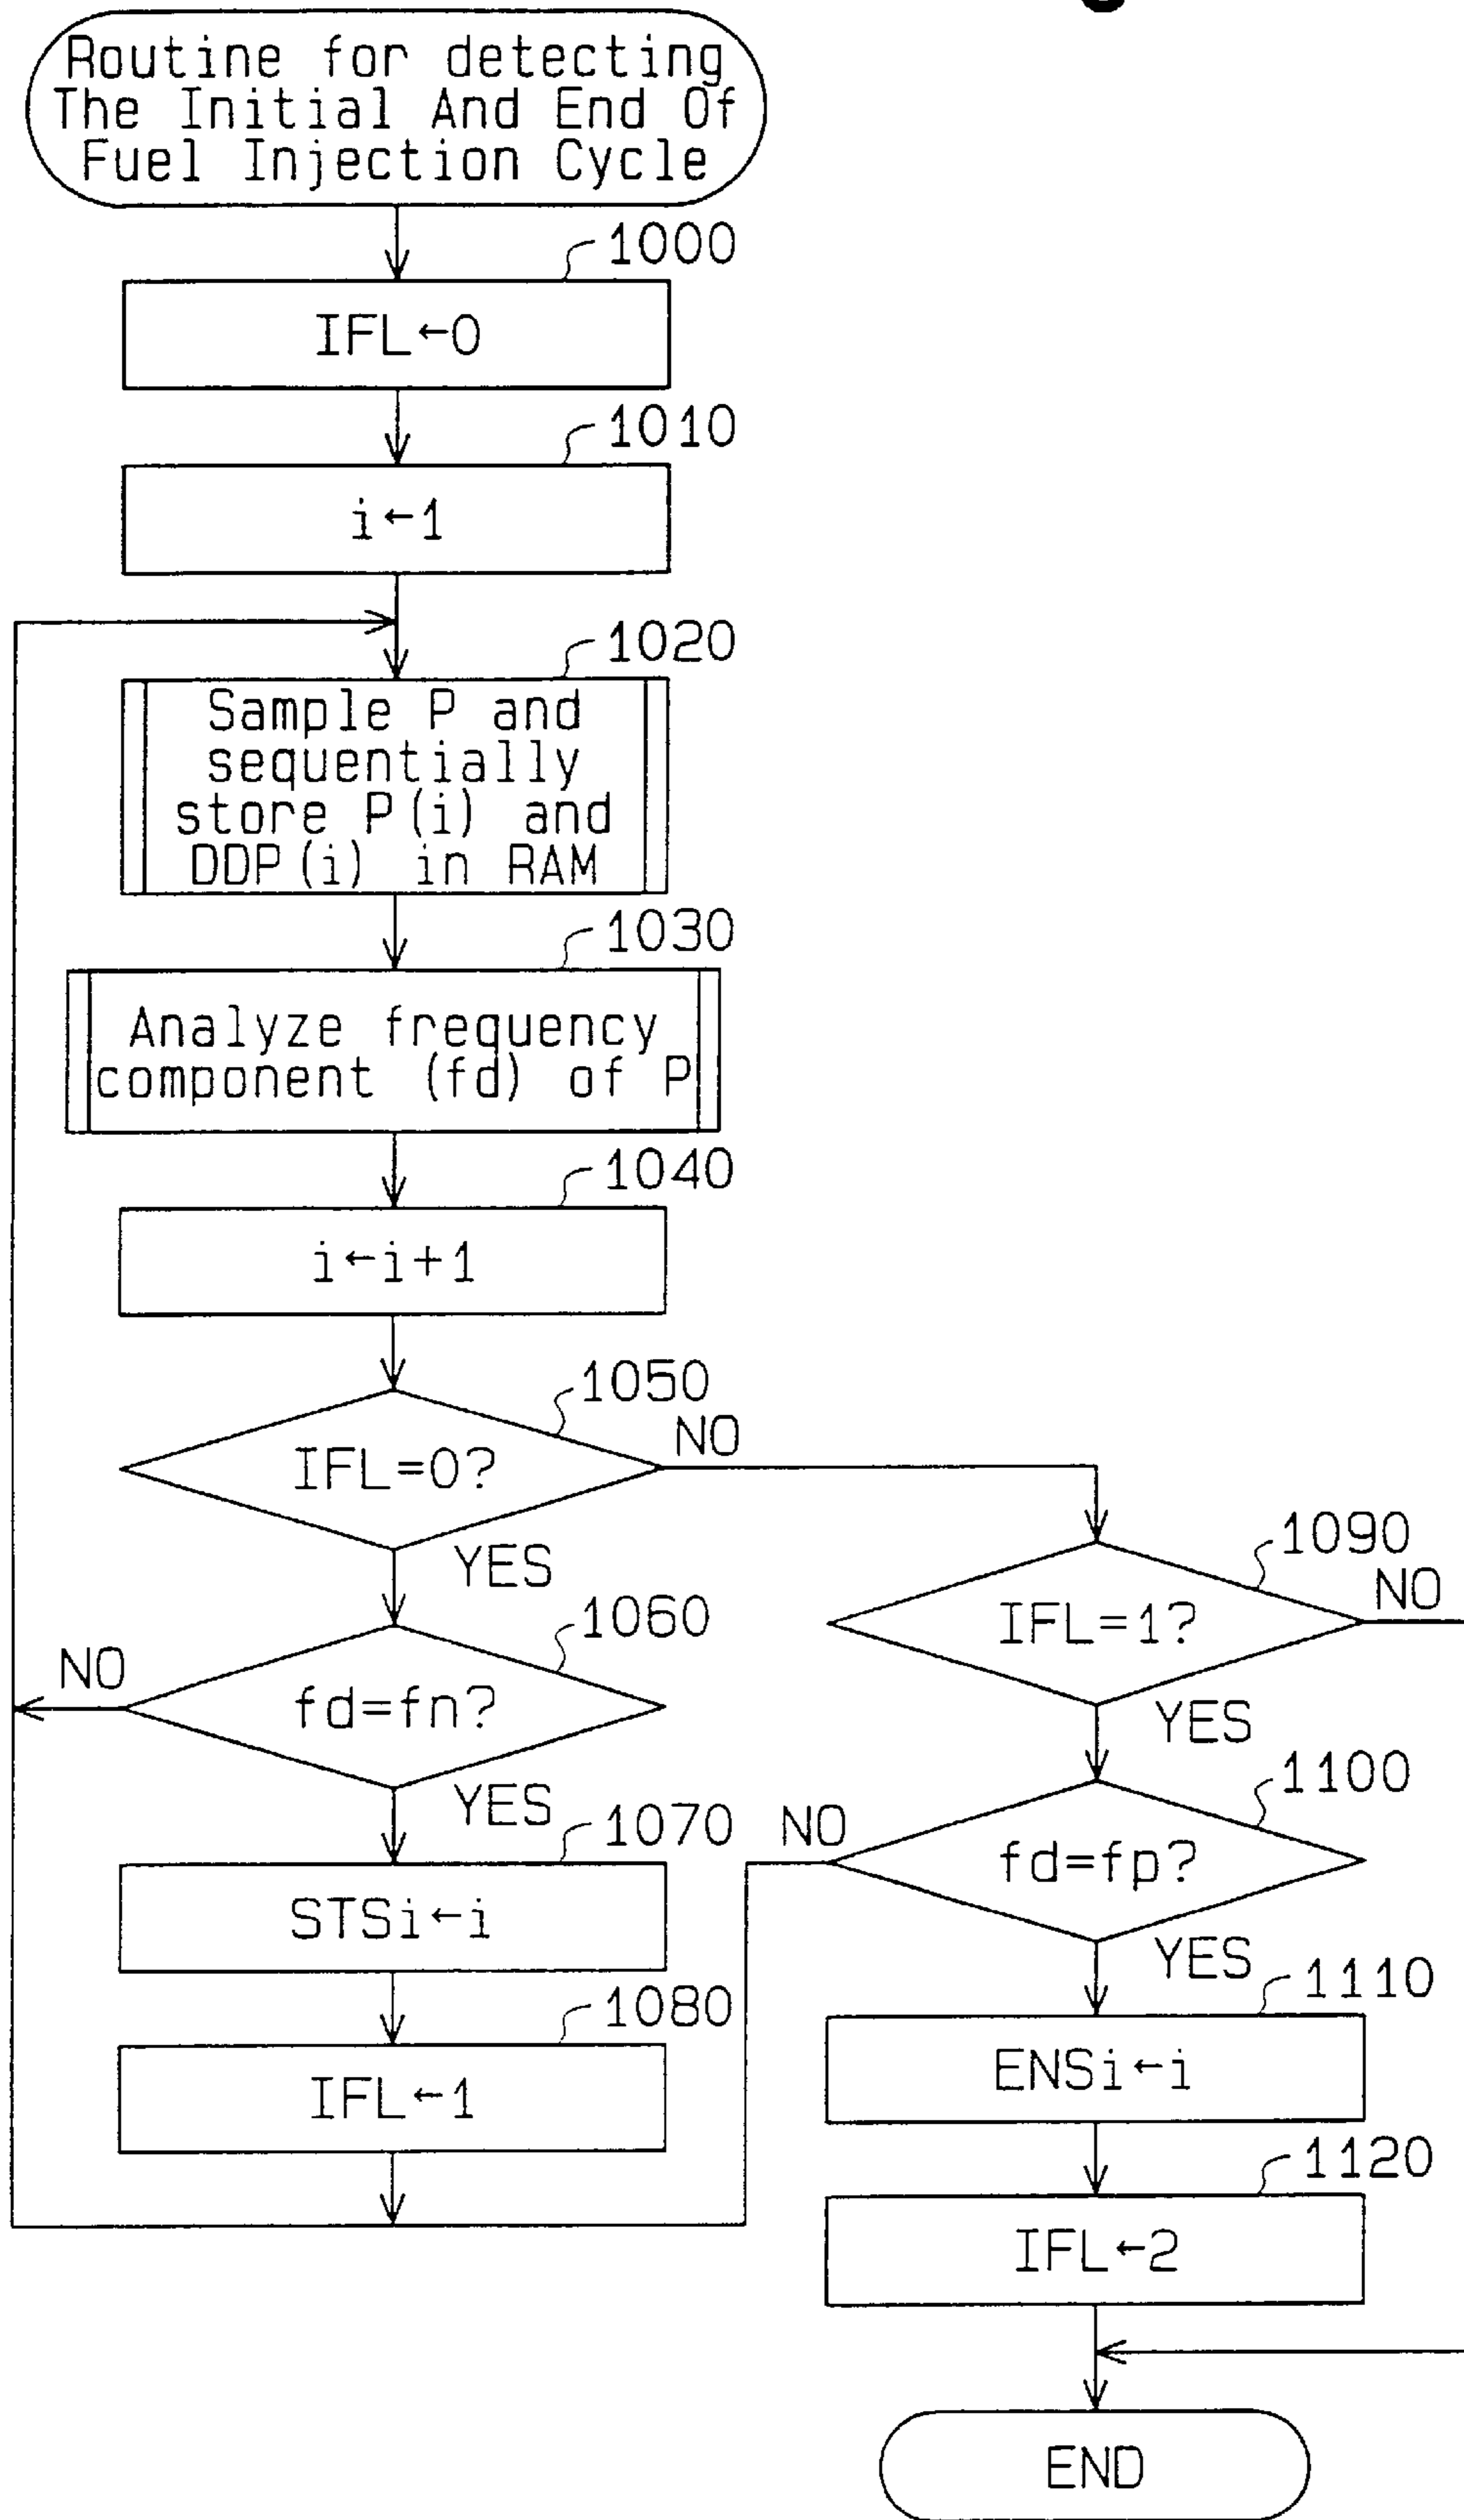 Routine for detecting
The Initial And End Of
Fuel Injection Cycle
1000
IFL←0
1010
i←1
1020
Sample P and
sequentially
store P(i) and
DDP(i) in RAM
1030
Analyze frequency
component (fd) of P
1040
i←i+1
1050
IFL=0?
NO
YES
1060
fd=fn?
NO
YES
1070
STSi←i
1080
IFL←1
1090
IFL=1?
NO
YES
1100
fd=fp?
NO
YES
1110
ENSi←i
1120
IFL←2
END